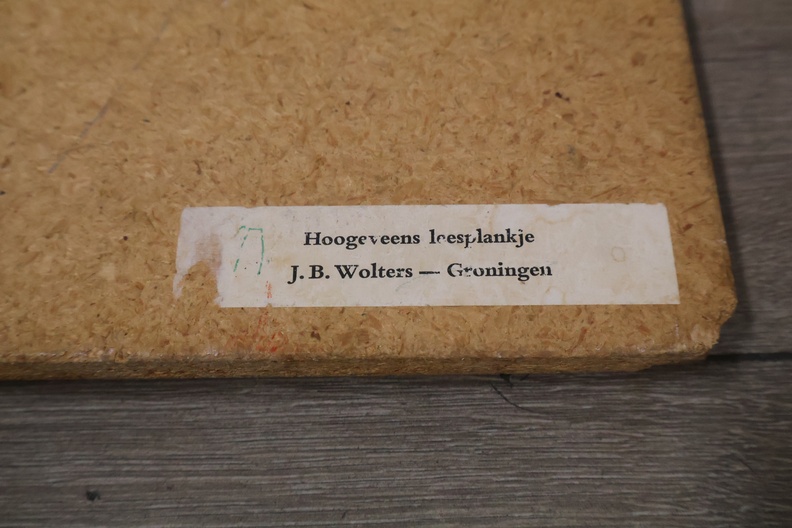 Hoogeveens leesplankje
J. B. Wolters — Groningen